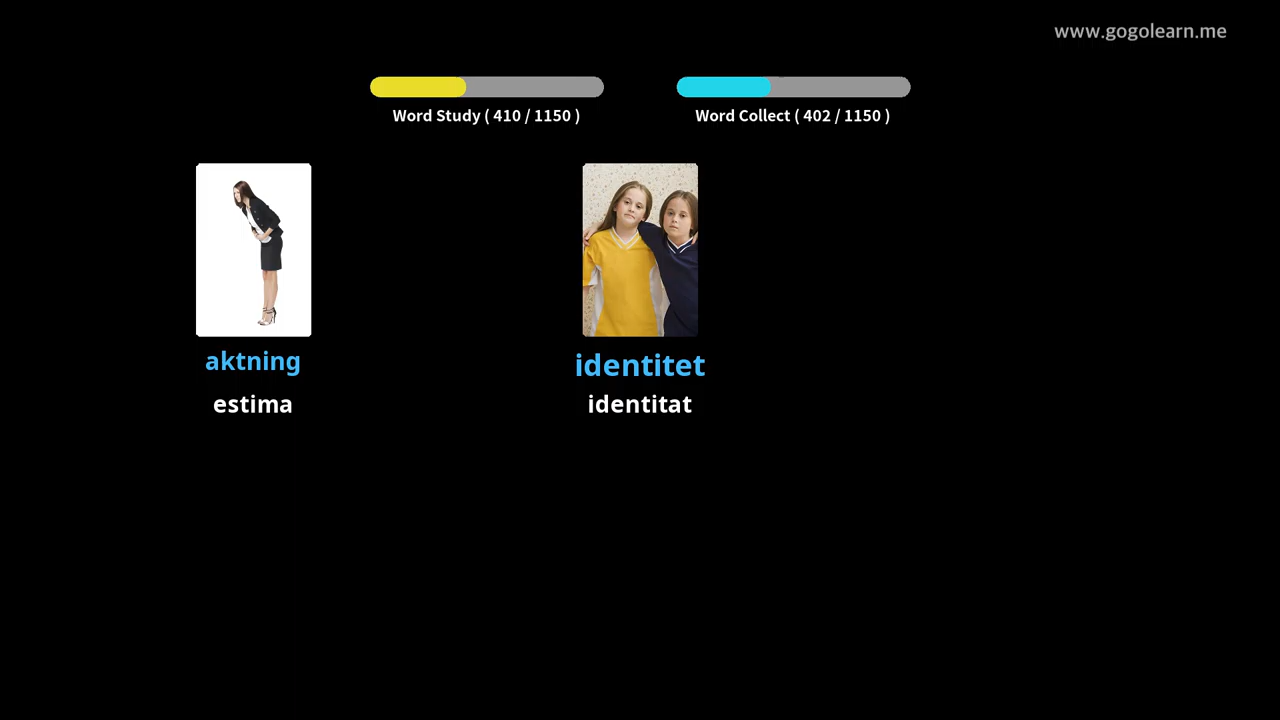 www.gogolearn.me
Word Study ( 410 / 1150 )
Word Collect ( 402 / 1150 )
aktning
identitet
estima
identitat